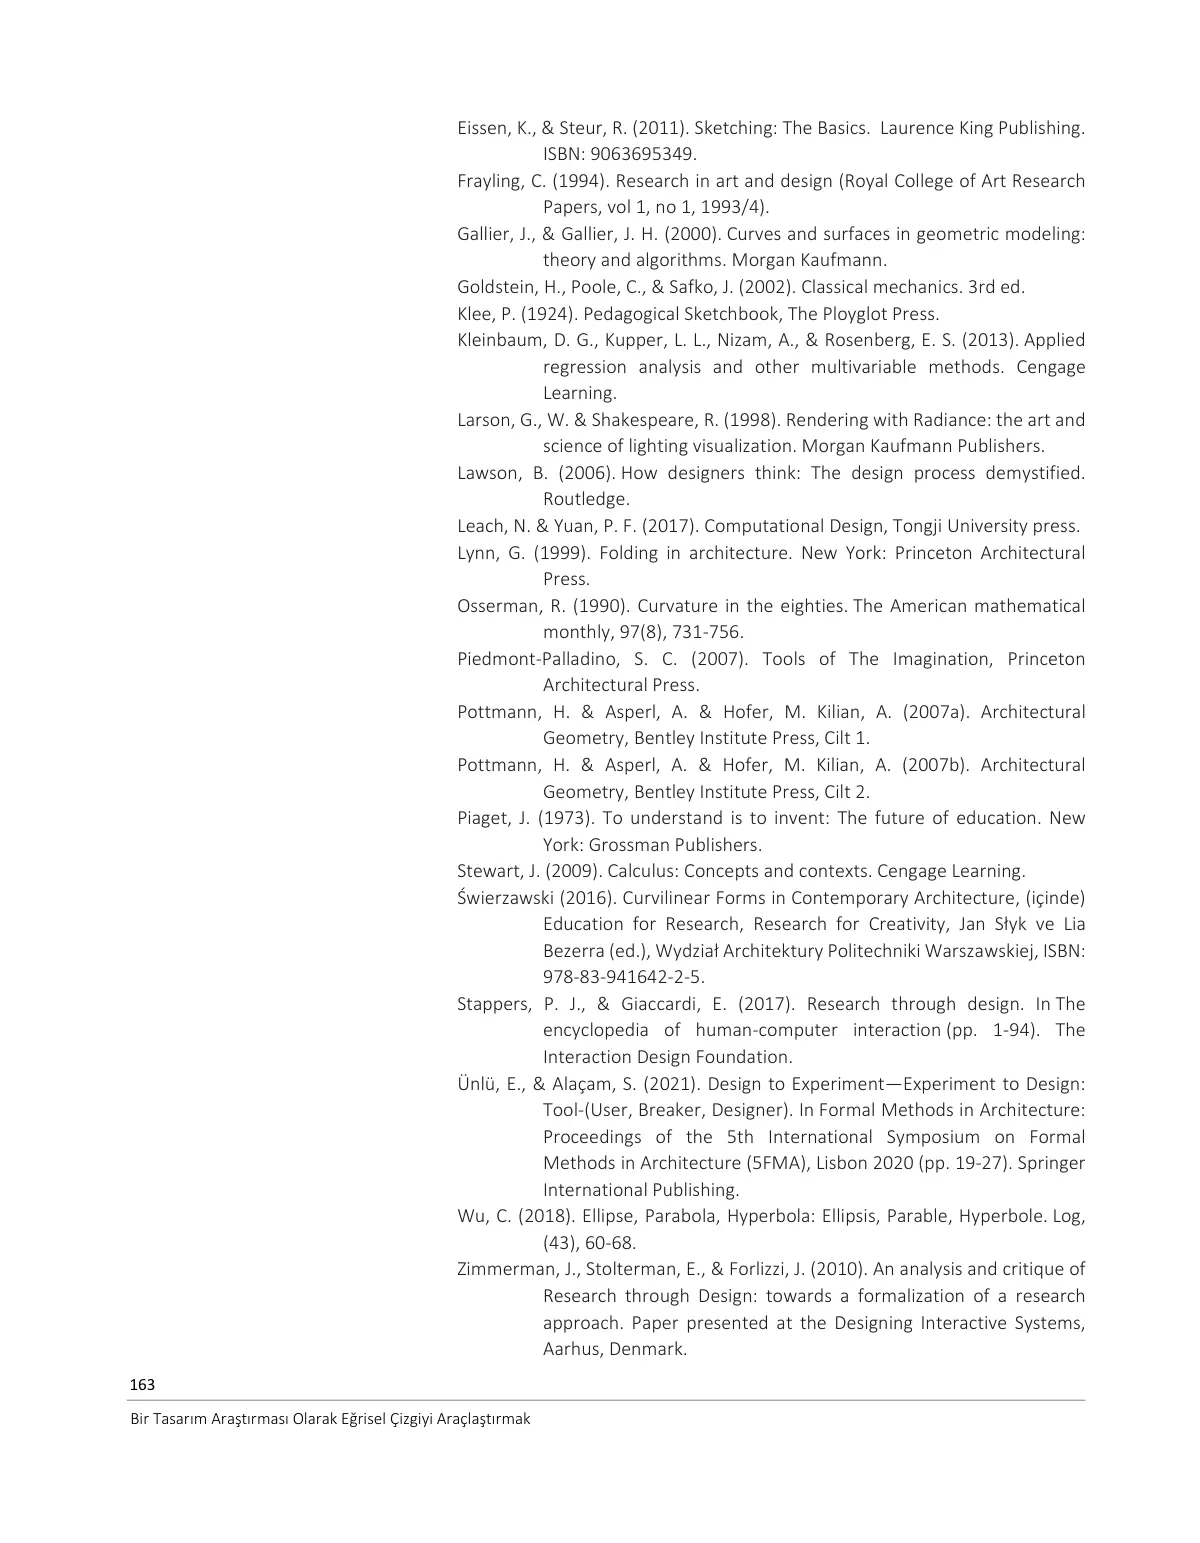 Eissen, K., & Steur, R. (2011). Sketching: The Basics.  Laurence King Publishing.
ISBN: 9063695349.
Frayling, C. (1994). Research in art and design (Royal College of Art Research
Papers, vol 1, no 1, 1993/4).
Gallier, J., & Gallier, J. H. (2000). Curves and surfaces in geometric modeling:
theory and algorithms. Morgan Kaufmann.
Goldstein, H., Poole, C., & Safko, J. (2002). Classical mechanics. 3rd ed.
Klee, P. (1924). Pedagogical Sketchbook, The Ployglot Press.
Kleinbaum, D. G., Kupper, L. L., Nizam, A., & Rosenberg, E. S. (2013). Applied
regression analysis and other multivariable methods. Cengage
Learning.
Larson, G., W. & Shakespeare, R. (1998). Rendering with Radiance: the art and
science of lighting visualization. Morgan Kaufmann Publishers.
Lawson, B. (2006). How designers think: The design process demystified.
Routledge.
Leach, N. & Yuan, P. F. (2017). Computational Design, Tongji University press.
Lynn, G. (1999). Folding in architecture. New York: Princeton Architectural
Press.
Osserman, R. (1990). Curvature in the eighties. The American mathematical
monthly, 97(8), 731-756.
Piedmont-Palladino, S. C. (2007). Tools of The Imagination, Princeton
Architectural Press.
Pottmann, H. & Asperl, A. & Hofer, M. Kilian, A. (2007a). Architectural
Geometry, Bentley Institute Press, Cilt 1.
Pottmann, H. & Asperl, A. & Hofer, M. Kilian, A. (2007b). Architectural
Geometry, Bentley Institute Press, Cilt 2.
Piaget, J. (1973). To understand is to invent: The future of education. New
York: Grossman Publishers.
Stewart, J. (2009). Calculus: Concepts and contexts. Cengage Learning.
Świerzawski (2016). Curvilinear Forms in Contemporary Architecture, (içinde)
Education for Research, Research for Creativity, Jan Słyk ve Lia
Bezerra (ed.), Wydział Architektury Politechniki Warszawskiej, ISBN:
978-83-941642-2-5.
Stappers, P. J., & Giaccardi, E. (2017). Research through design. In The
encyclopedia of human-computer interaction (pp. 1-94). The
Interaction Design Foundation.
Ünlü, E., & Alaçam, S. (2021). Design to Experiment—Experiment to Design:
Tool-(User, Breaker, Designer). In Formal Methods in Architecture:
Proceedings of the 5th International Symposium on Formal
Methods in Architecture (5FMA), Lisbon 2020 (pp. 19-27). Springer
International Publishing.
Wu, C. (2018). Ellipse, Parabola, Hyperbola: Ellipsis, Parable, Hyperbole. Log,
(43), 60-68.
Zimmerman, J., Stolterman, E., & Forlizzi, J. (2010). An analysis and critique of
Research through Design: towards a formalization of a research
approach. Paper presented at the Designing Interactive Systems,
Aarhus, Denmark.
163
Bir Tasarım Araştırması Olarak Eğrisel Çizgiyi Araçlaştırmak